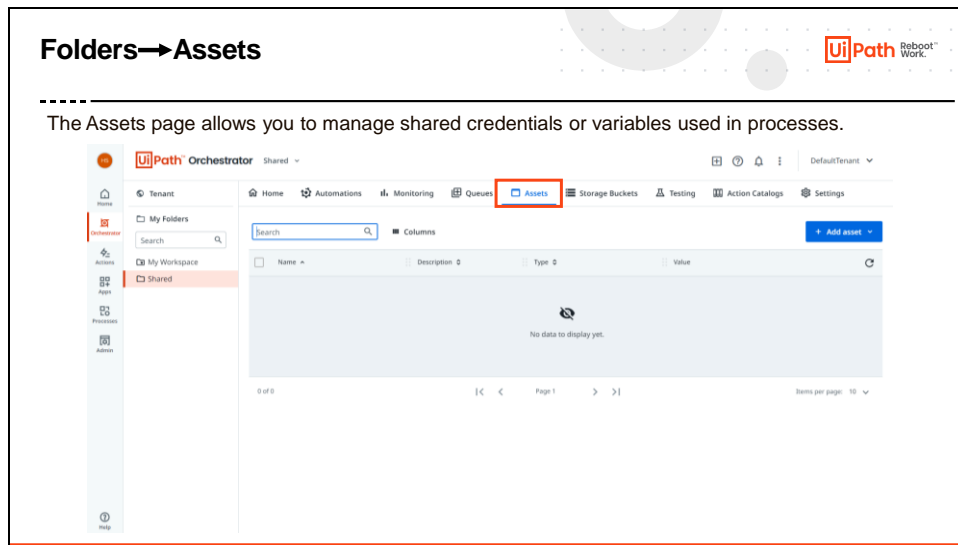 Folders→Assets
UiPath Reboot™ Work.
The Assets page allows you to manage shared credentials or variables used in processes.
HS
UiPath™ Orchestrator Shared
DefaultTenant
Home
Tenant
Home Automations Monitoring Queues Assets Storage Buckets Testing Action Catalogs Settings
Orchestrator
My Folders
Search
Search Columns
+ Add asset
Actions
My Workspace
Name Description Type Value
Apps
Shared
Processes
No data to display yet.
Admin
0 of 0
Page 1
Items per page: 10
Help